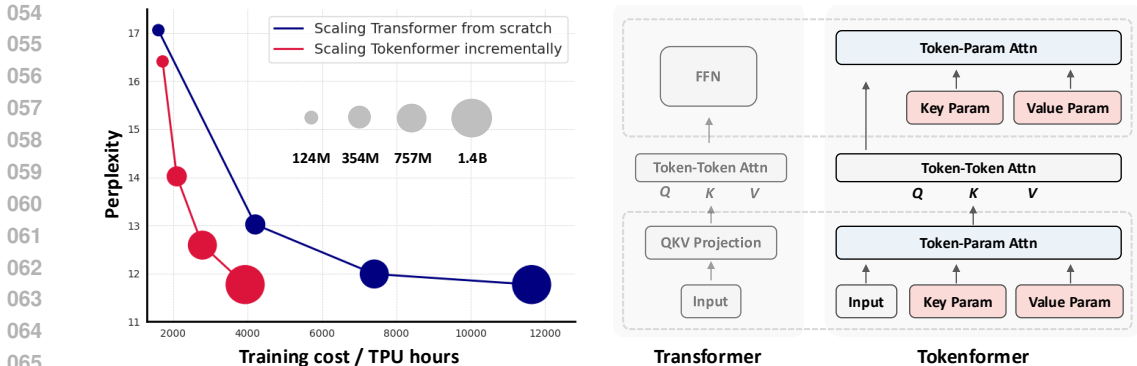 054
055
056
057
058
059
060
061
062
063
064
065
17
16
15
14
13
12
11
Perplexity
Scaling Transformer from scratch
Scaling Tokenformer incrementally
124M 354M 757M 1.4B
2000 4000 6000 8000 10000 12000
Training cost / TPU hours
FFN
Token-Token Attn
Q K V
QKV Projection
Input
Transformer
Token-Param Attn
Key Param Value Param
Token-Token Attn
Q K V
Token-Param Attn
Input Key Param Value Param
Tokenformer